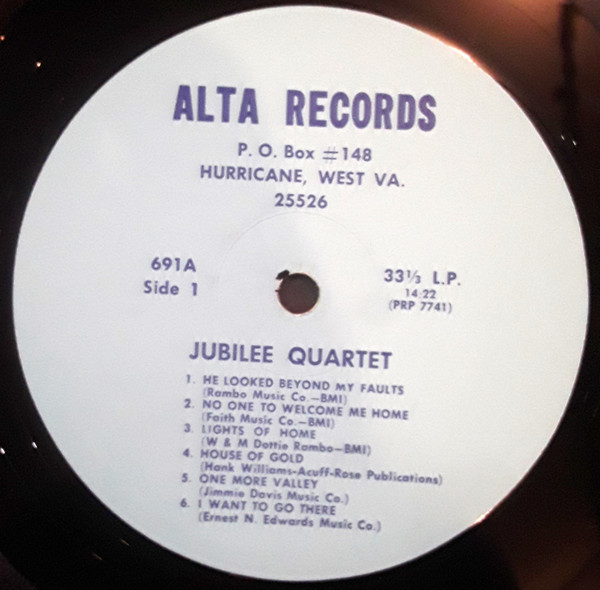 ALTA RECORDS
P. O. Box #148
HURRICANE, WEST VA.
25526
691A
Side 1
33⅓ L.P.
14:22
(PRP 7741)
JUBILEE QUARTET
1. HE LOOKED BEYOND MY FAULTS
(Rambo Music Co.—BMI)
2. NO ONE TO WELCOME ME HOME
(Faith Music Co.—BMI)
3. LIGHTS OF HOME
(W & M Dottie Rambo—BMI)
4. HOUSE OF GOLD
(Hank Williams-Acuff-Rose Publications)
5. ONE MORE VALLEY
(Jimmie Davis Music Co.)
6. I WANT TO GO THERE
(Ernest N. Edwards Music Co.)